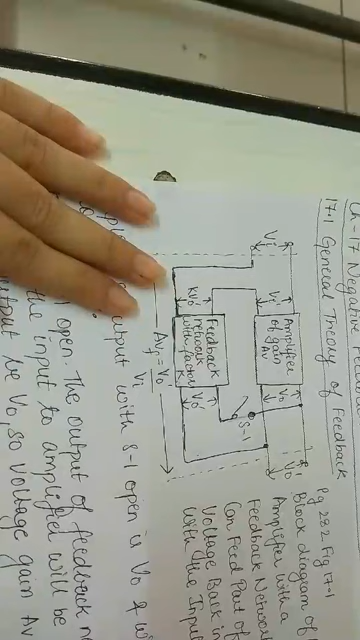 Ch-17 Negative
17.1 General Theory of Feedback
Pg 282 Fig 17-1
Block diagram of
Amplifier with a
Feedback Network
Can Feed Part of
Voltage Back in
with the Input
Vi
Vi'
Amplifier
of gain
Av
Vo
Vo
S-1
KVo
Feedback
network
with factor
K
Vo
Avf = Vo
Vi
output with S-1 open is Vo &
open. The output of feedback
the input to amplifier will be
output be Vo, so voltage gain Av